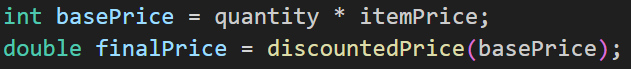 int basePrice = quantity * itemPrice;
double finalPrice = discountedPrice(basePrice);